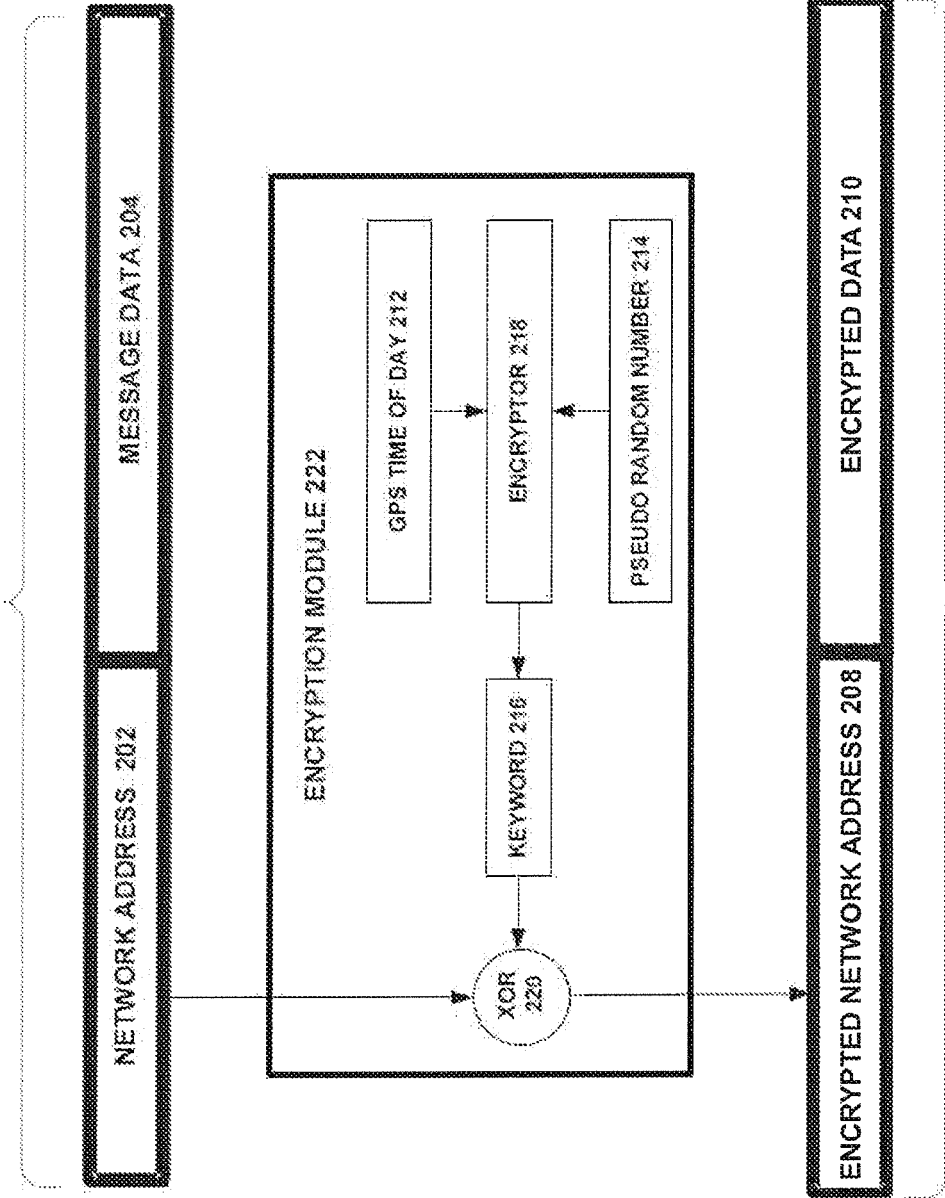 NETWORK ADDRESS 202
MESSAGE DATA 204
ENCRYPTION MODULE 222
GPS TIME OF DAY 212
XOR
220
KEYWORD 216
ENCRYPTOR 218
PSEUDO RANDOM NUMBER 214
ENCRYPTED NETWORK ADDRESS 208
ENCRYPTED DATA 210